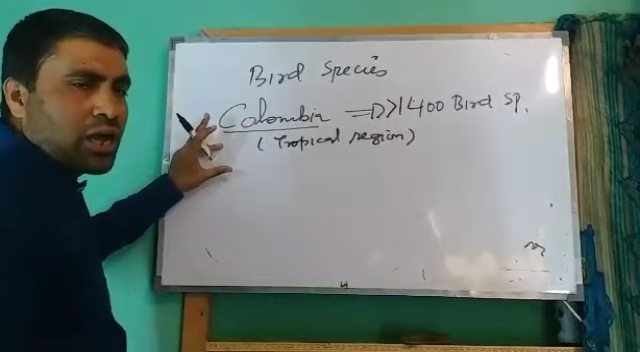 Bird Species
Colombia => >1400 Bird Sp.
(Tropical region)